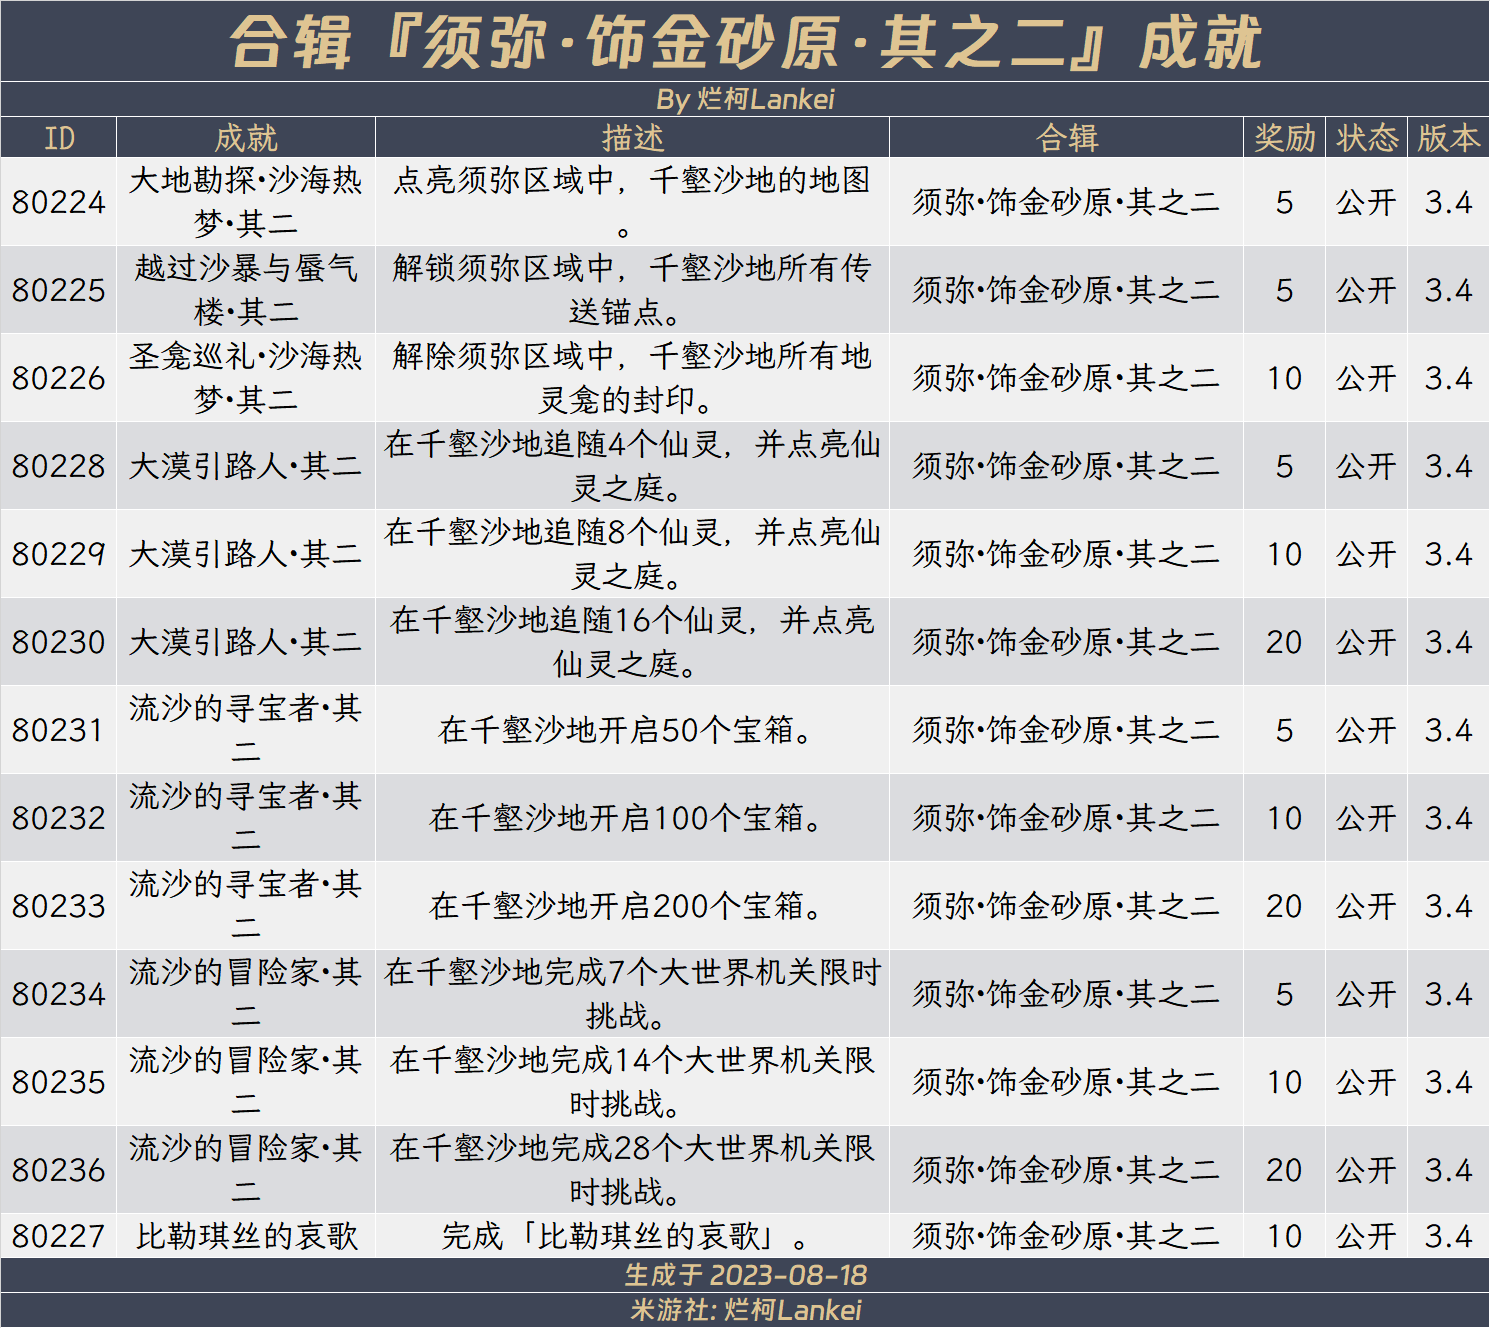 合辑『须弥·饰金砂原·其之二』成就
By 烂柯Lankei
ID 成就 描述 合辑 奖励 状态 版本
80224 大地勘探•沙海热梦•其二 点亮须弥区域中，千壑沙地的地图。 须弥•饰金砂原•其之二 5 公开 3.4
80225 越过沙暴与蜃气楼•其二 解锁须弥区域中，千壑沙地所有传送锚点。 须弥•饰金砂原•其之二 5 公开 3.4
80226 圣龛巡礼•沙海热梦•其二 解除须弥区域中，千壑沙地所有地灵龛的封印。 须弥•饰金砂原•其之二 10 公开 3.4
80228 大漠引路人•其二 在千壑沙地追随4个仙灵，并点亮仙灵之庭。 须弥•饰金砂原•其之二 5 公开 3.4
80229 大漠引路人•其二 在千壑沙地追随8个仙灵，并点亮仙灵之庭。 须弥•饰金砂原•其之二 10 公开 3.4
80230 大漠引路人•其二 在千壑沙地追随16个仙灵，并点亮仙灵之庭。 须弥•饰金砂原•其之二 20 公开 3.4
80231 流沙的寻宝者•其二 在千壑沙地开启50个宝箱。 须弥•饰金砂原•其之二 5 公开 3.4
80232 流沙的寻宝者•其二 在千壑沙地开启100个宝箱。 须弥•饰金砂原•其之二 10 公开 3.4
80233 流沙的寻宝者•其二 在千壑沙地开启200个宝箱。 须弥•饰金砂原•其之二 20 公开 3.4
80234 流沙的冒险家•其二 在千壑沙地完成7个大世界机关限时挑战。 须弥•饰金砂原•其之二 5 公开 3.4
80235 流沙的冒险家•其二 在千壑沙地完成14个大世界机关限时挑战。 须弥•饰金砂原•其之二 10 公开 3.4
80236 流沙的冒险家•其二 在千壑沙地完成28个大世界机关限时挑战。 须弥•饰金砂原•其之二 20 公开 3.4
80227 比勒琪丝的哀歌 完成「比勒琪丝的哀歌」。 须弥•饰金砂原•其之二 10 公开 3.4
生成于 2023-08-18
米游社: 烂柯Lankei